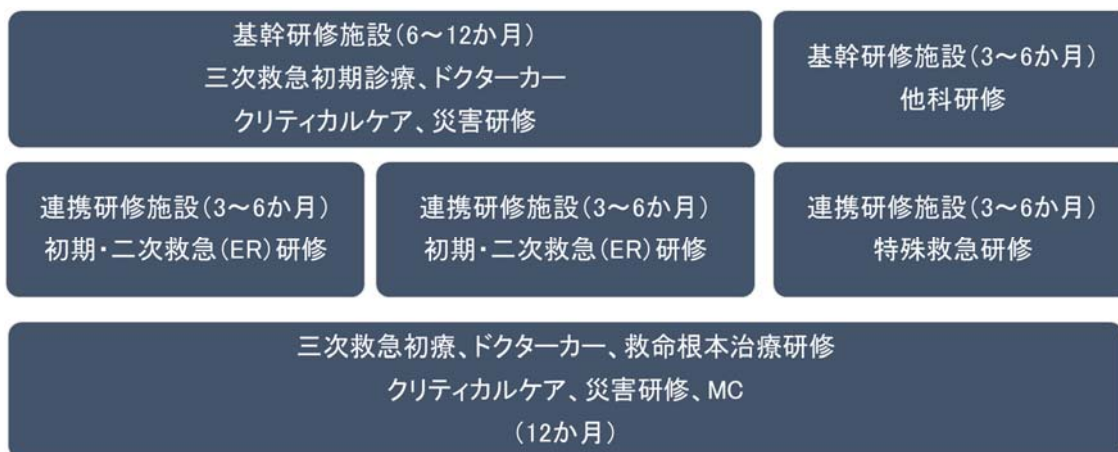 基幹研修施設(6～12か月)
三次救急初期診療、ドクターカー
クリティカルケア、災害研修
基幹研修施設(3～6か月)
他科研修
連携研修施設(3～6か月)
初期・二次救急(ER)研修
連携研修施設(3～6か月)
初期・二次救急(ER)研修
連携研修施設(3～6か月)
特殊救急研修
三次救急初療、ドクターカー、救命根本治療研修
クリティカルケア、災害研修、MC
(12か月)